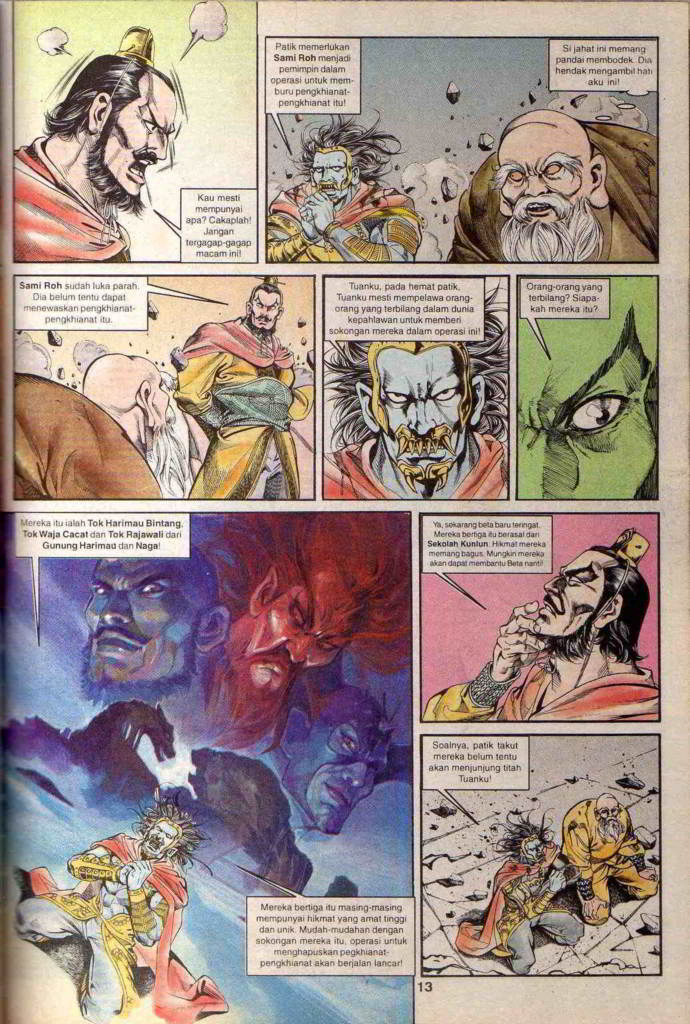 Kau mesti
mempunyai
apa? Cakaplah!
Jangan
tergagap-gagap
macam ini!
Patik memerlukan
Sami Roh menjadi
pemimpin dalam
operasi untuk mem-
buru pengkhianat-
pengkhianat itu!
Si jahat ini memang
pandai membodek. Dia
hendak mengambil hati
aku ini!
Sami Roh sudah luka parah.
Dia belum tentu dapat
menewaskan pengkhianat-
pengkhianat itu.
Tuanku, pada hemat patik,
Tuanku mesti mempelawa orang-
orang yang terbilang dalam dunia
kepahlawan untuk memberi
sokongan mereka dalam operasi ini!
Orang-orang yang
terbilang? Siapa-
kah mereka itu?
Mereka itu ialah Tok Harimau Bintang,
Tok Waja Cacat dan Tok Rajawali dari
Gunung Harimau dan Naga!
Mereka bertiga itu masing-masing
mempunyai hikmat yang amat tinggi
dan unik. Mudah-mudahan dengan
sokongan mereka itu, operasi untuk
menghapuskan pegkhianat-
pengkhianat akan berjalan lancar!
Ya, sekarang beta baru teringat.
Mereka bertiga itu berasal dari
Sekolah Kunlun. Hikmat mereka
memang bagus. Mungkin mereka
akan dapat membantu Beta nanti!
Soalnya, patik takut
mereka belum tentu
akan menjunjung titah
Tuanku!
13